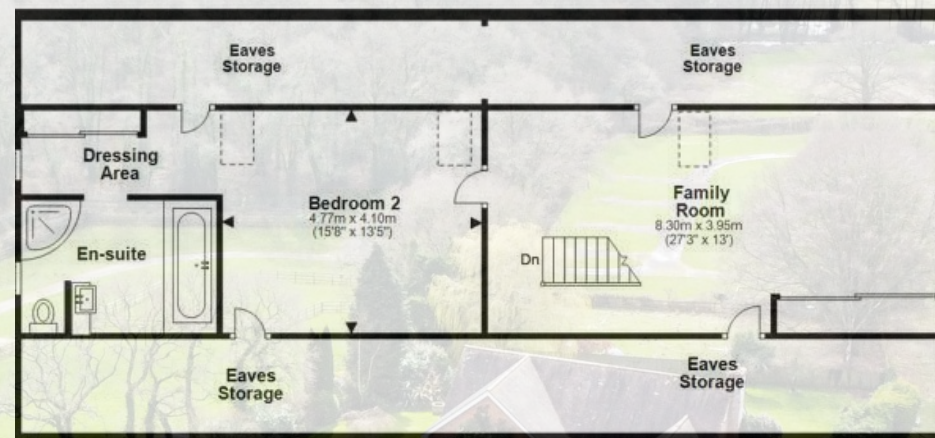 Eaves
Storage
Eaves
Storage
Dressing
Area
Bedroom 2
4.77m x 4.10m
(15'8" x 13'5")
Family
Room
8.30m x 3.95m
(27'3" x 13')
En-suite
Dn
Eaves
Storage
Eaves
Storage